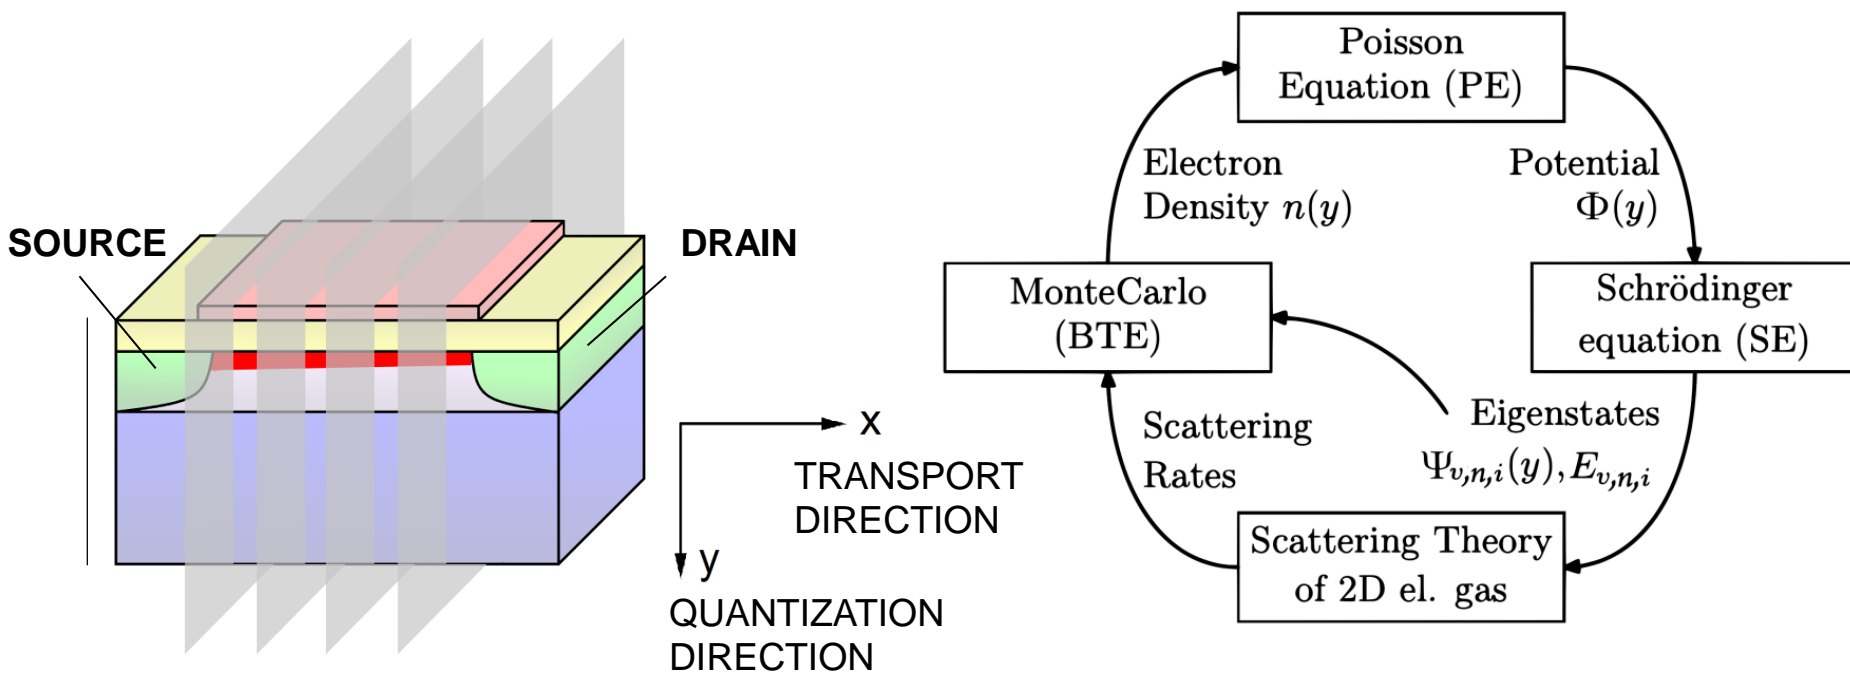 SOURCE
DRAIN
x
TRANSPORT
DIRECTION
y
QUANTIZATION
DIRECTION
Poisson
Equation (PE)
Electron
Density n(y)
Potential
Φ(y)
MonteCarlo
(BTE)
Schrödinger
equation (SE)
Scattering
Rates
Eigenstates
Ψv,n,i(y), Ev,n,i
Scattering Theory
of 2D el. gas